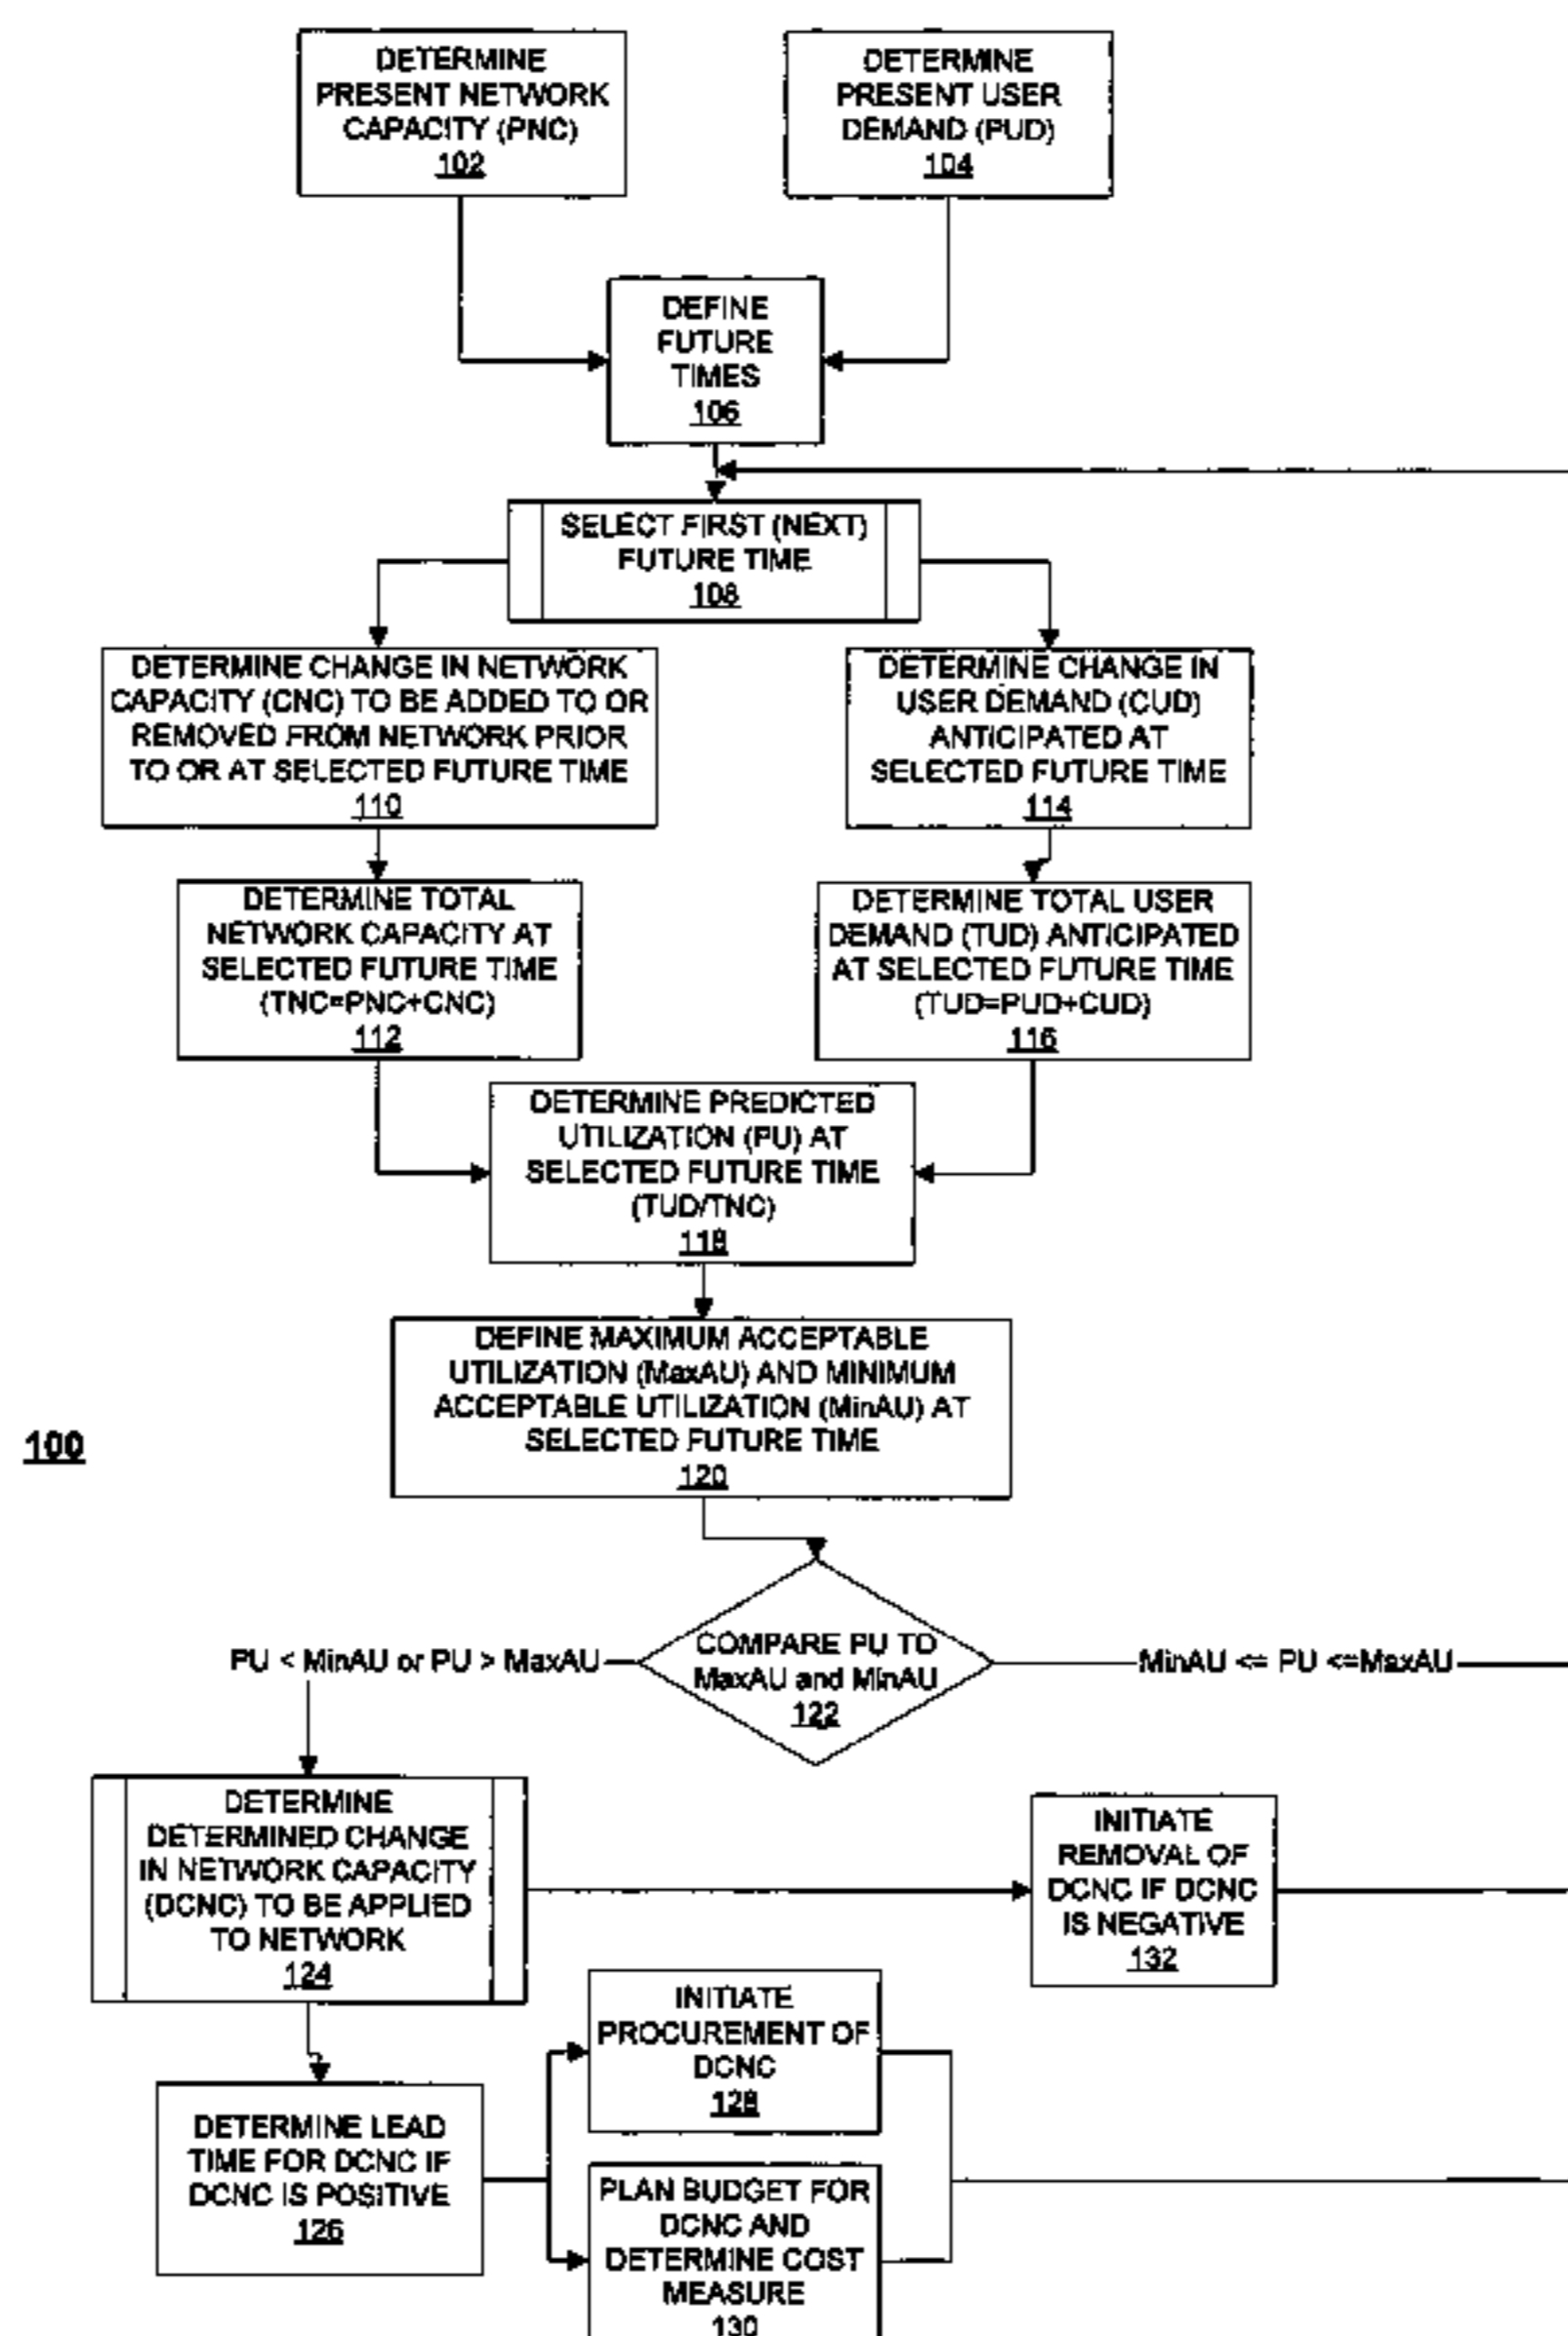 DETERMINE
PRESENT NETWORK
CAPACITY (PNC)
102
DETERMINE
PRESENT USER
DEMAND (PUD)
104
DEFINE
FUTURE
TIMES
106
SELECT FIRST (NEXT)
FUTURE TIME
108
DETERMINE CHANGE IN NETWORK
CAPACITY (CNC) TO BE ADDED TO OR
REMOVED FROM NETWORK PRIOR
TO OR AT SELECTED FUTURE TIME
110
DETERMINE CHANGE IN
USER DEMAND (CUD)
ANTICIPATED AT
SELECTED FUTURE TIME
114
DETERMINE TOTAL
NETWORK CAPACITY AT
SELECTED FUTURE TIME
(TNC=PNC+CNC)
112
DETERMINE TOTAL USER
DEMAND (TUD) ANTICIPATED
AT SELECTED FUTURE TIME
(TUD=PUD+CUD)
116
DETERMINE PREDICTED
UTILIZATION (PU) AT
SELECTED FUTURE TIME
(TUD/TNC)
118
DEFINE MAXIMUM ACCEPTABLE
UTILIZATION (MaxAU) AND MINIMUM
ACCEPTABLE UTILIZATION (MinAU) AT
SELECTED FUTURE TIME
120
100
PU < MinAU or PU > MaxAU
COMPARE PU TO
MaxAU and MinAU
122
MinAU <= PU <=MaxAU
DETERMINE
DETERMINED CHANGE
IN NETWORK CAPACITY
(DCNC) TO BE APPLIED
TO NETWORK
124
INITIATE
REMOVAL OF
DCNC IF DCNC
IS NEGATIVE
132
INITIATE
PROCUREMENT OF
DCNC
128
DETERMINE LEAD
TIME FOR DCNC IF
DCNC IS POSITIVE
126
PLAN BUDGET FOR
DCNC AND
DETERMINE COST
MEASURE
130